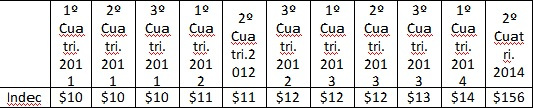 1º Cua tri. 201 1
2º Cua tri. 201 1
3º Cua tri. 201 1
1º Cua tri. 201 2
2º Cua tri.2 012
3º Cua tri. 201 2
1º Cua tri. 201 3
2º Cua tri. 201 3
3º Cua tri. 201 3
1º Cua tri. 201 4
2º Cuat ri. 2014
Indec $10 $10 $10 $11 $11 $12 $12 $12 $13 $14 $156